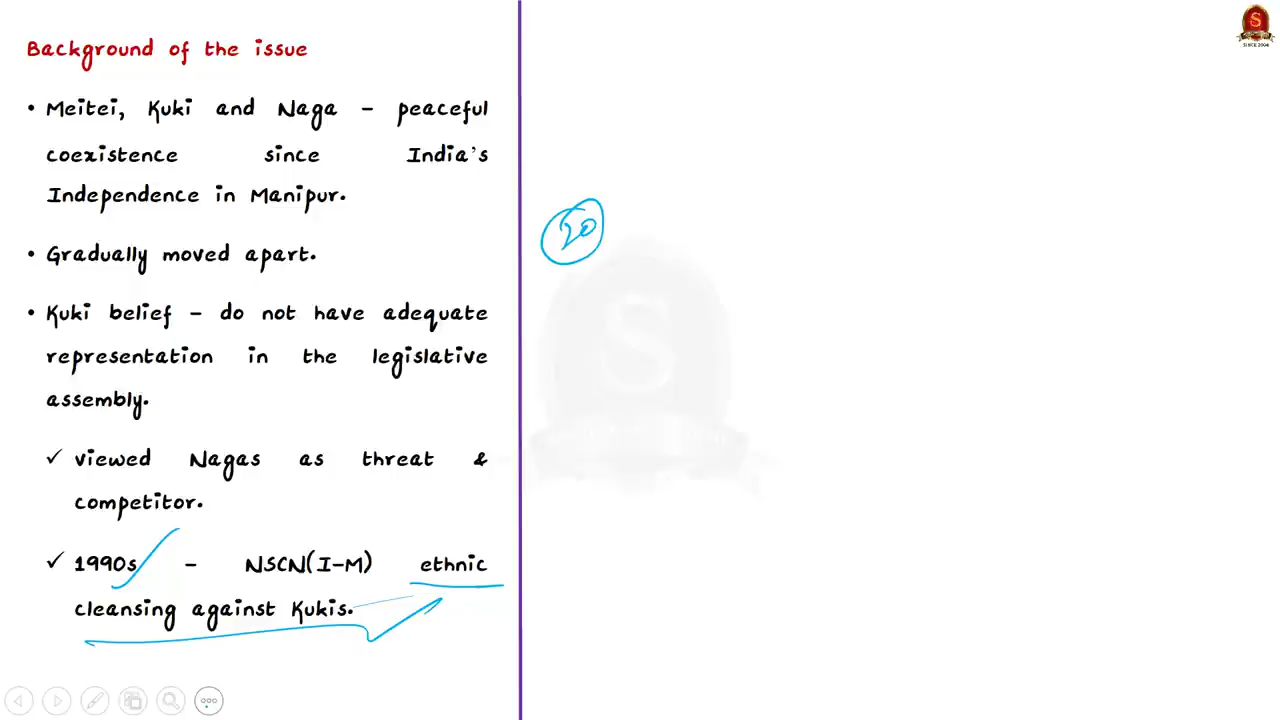 Background of the issue
• Meitei, Kuki and Naga – peaceful
coexistence since India's
Independence in Manipur.
• Gradually moved apart.
• Kuki belief – do not have adequate
representation in the legislative
assembly.
✓ viewed Nagas as threat &
competitor.
✓ 1990s – NSCN(I-M) ethnic
cleansing against Kukis.
S
SINCE 2004
S